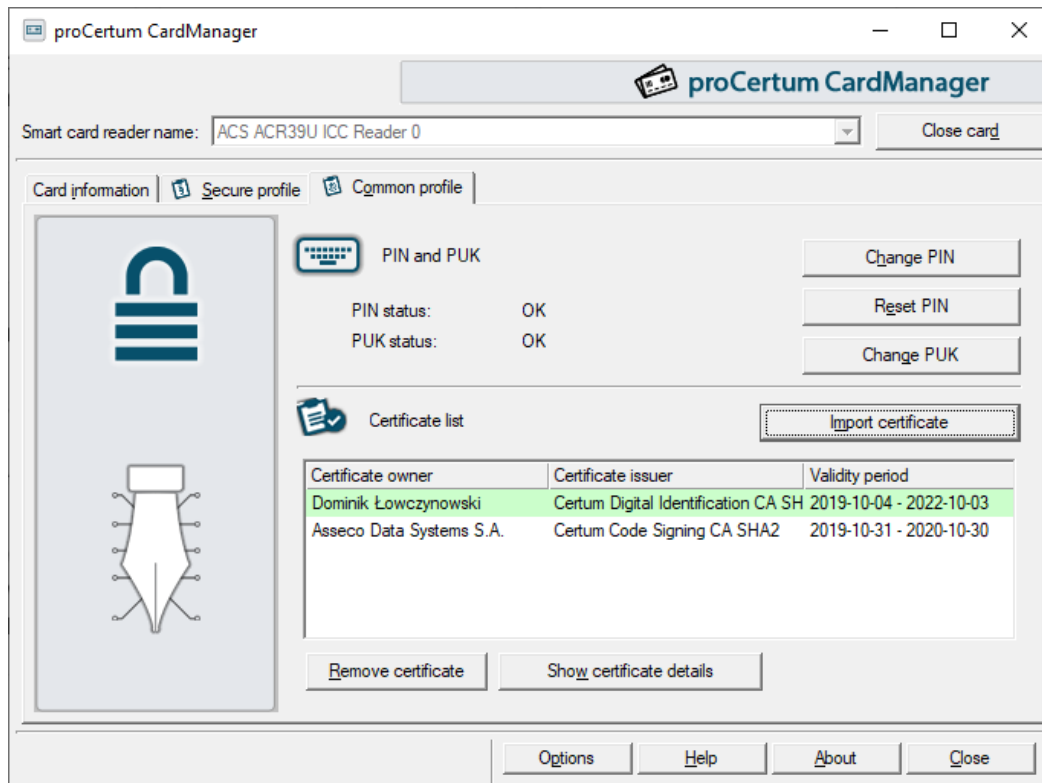 proCertum CardManager
proCertum CardManager
Smart card reader name: ACS ACR39U ICC Reader 0 Close card
Card information Secure profile Common profile
PIN and PUK Change PIN
PIN status: OK Reset PIN
PUK status: OK Change PUK
Certificate list Import certificate
Certificate owner Certificate issuer Validity period
Dominik Łowczynowski Certum Digital Identification CA SH 2019-10-04 - 2022-10-03
Asseco Data Systems S.A. Certum Code Signing CA SHA2 2019-10-31 - 2020-10-30
Remove certificate Show certificate details
Options Help About Close